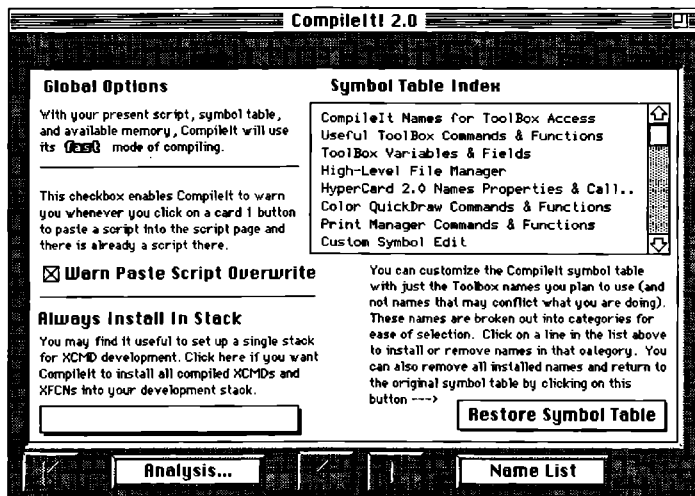 CompileIt! 2.0
Global Options
With your present script, symbol table,
and available memory, CompileIt will use
its fast mode of compiling.
This checkbox enables CompileIt to warn
you whenever you click on a card 1 button
to paste a script into the script page and
there is already a script there.
Warn Paste Script Overwrite
Always Install In Stack
You may find it useful to set up a single stack
for XCMD development. Click here if you want
CompileIt to install all compiled XCMDs and
XFCNs into your development stack.
Symbol Table Index
CompileIt Names for ToolBox Access
Useful ToolBox Commands & Functions
ToolBox Variables & Fields
High-Level File Manager
HyperCard 2.0 Names Properties & Call..
Color QuickDraw Commands & Functions
Print Manager Commands & Functions
Custom Symbol Edit
You can customize the CompileIt symbol table
with just the Toolbox names you plan to use (and
not names that may conflict what you are doing).
These names are broken out into categories for
ease of selection. Click on a line in the list above
to install or remove names in that category. You
can also remove all installed names and return to
the original symbol table by clicking on this
button --->
Restore Symbol Table
Analysis...
Name List